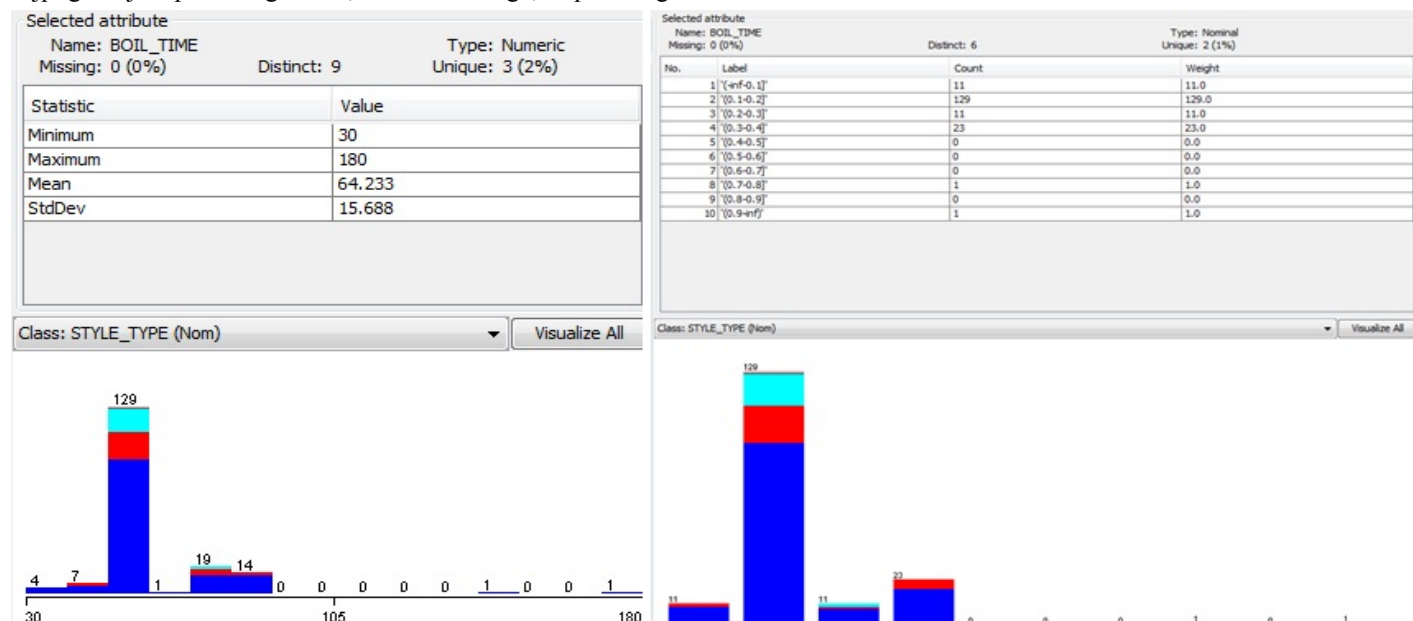 Selected attribute
Name: BOIL_TIME Type: Numeric
Missing: 0 (0%) Distinct: 9 Unique: 3 (2%)
Statistic Value
Minimum 30
Maximum 180
Mean 64.233
StdDev 15.688
Class: STYLE_TYPE (Nom) Visualize All
129
4 7 1 19 14 0 0 0 0 0 1 0 0 1
30 105 180
Selected attribute
Name: BOIL_TIME Type: Nominal
Missing: 0 (0%) Distinct: 6 Unique: 2 (1%)
No. Label Count Weight
1 '(-inf-0.1]' 11 11.0
2 '(0.1-0.2]' 129 129.0
3 '(0.2-0.3]' 11 11.0
4 '(0.3-0.4]' 23 23.0
5 '(0.4-0.5]' 0 0.0
6 '(0.5-0.6]' 0 0.0
7 '(0.6-0.7]' 0 0.0
8 '(0.7-0.8]' 1 1.0
9 '(0.8-0.9]' 0 0.0
10 '(0.9-inf)' 1 1.0
Class: STYLE_TYPE (Nom) Visualize All
129
11 11 23